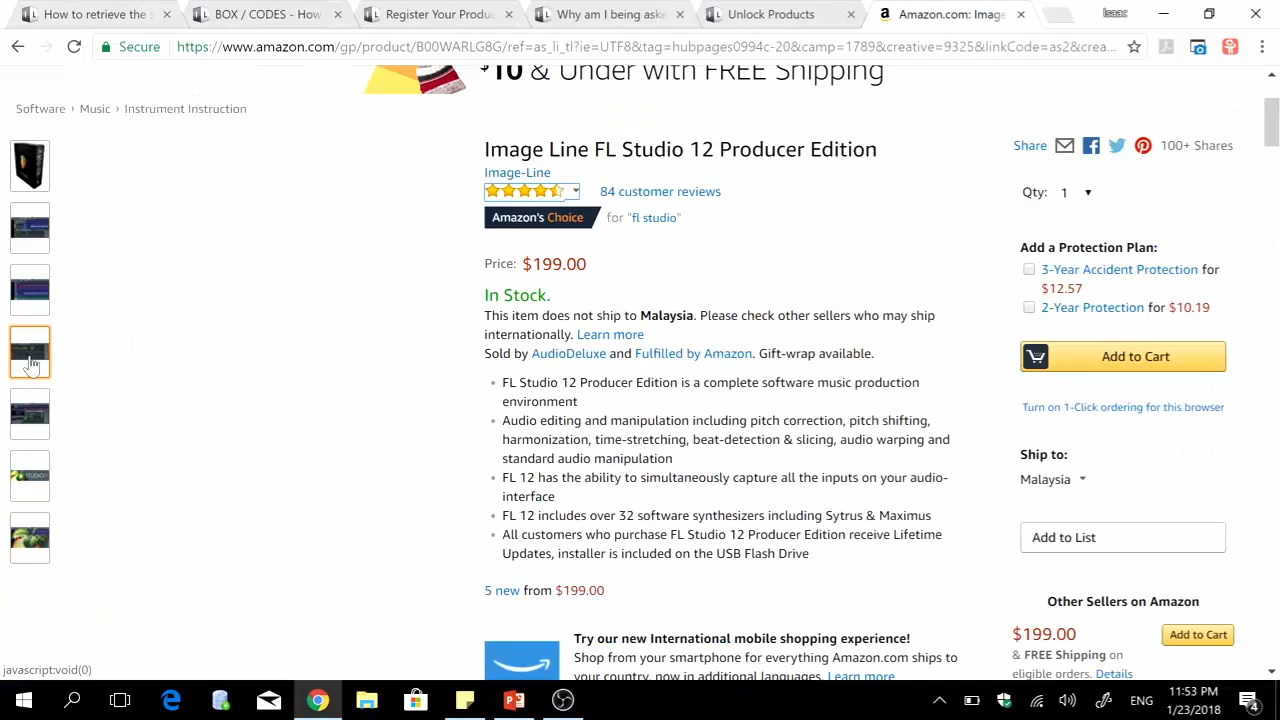 How to retrieve the s
BOX / CODES - How
Register Your Produ
Why am I being aske
Unlock Products
Amazon.com: Imag
Isaac
Secure
https://www.amazon.com/gp/product/B00WARLG8G/ref=as_li_tl?ie=UTF8&tag=hubpages0994c-20&camp=1789&creative=9325&linkCode=as2&crea...
$10 & Under with FREE Shipping
Software › Music › Instrument Instruction
Image Line FL Studio 12 Producer Edition
Image-Line
84 customer reviews
Amazon's Choice for "fl studio"
Price: $199.00
In Stock.
This item does not ship to Malaysia. Please check other sellers who may ship
internationally. Learn more
Sold by AudioDeluxe and Fulfilled by Amazon. Gift-wrap available.
• FL Studio 12 Producer Edition is a complete software music production
environment
• Audio editing and manipulation including pitch correction, pitch shifting,
harmonization, time-stretching, beat-detection & slicing, audio warping and
standard audio manipulation
• FL 12 has the ability to simultaneously capture all the inputs on your audio-
interface
• FL 12 includes over 32 software synthesizers including Sytrus & Maximus
• All customers who purchase FL Studio 12 Producer Edition receive Lifetime
Updates, installer is included on the USB Flash Drive
5 new from $199.00
Try our new International mobile shopping experience!
Shop from your smartphone for everything Amazon.com ships to
your country, now in additional languages. Learn more
Share
100+ Shares
Qty: 1
Add a Protection Plan:
3-Year Accident Protection for
$12.57
2-Year Protection for $10.19
Add to Cart
Turn on 1-Click ordering for this browser
Ship to:
Malaysia
Add to List
Other Sellers on Amazon
$199.00
Add to Cart
& FREE Shipping on
eligible orders. Details
javascript:void(0)
ENG
11:53 PM
1/23/2018
4